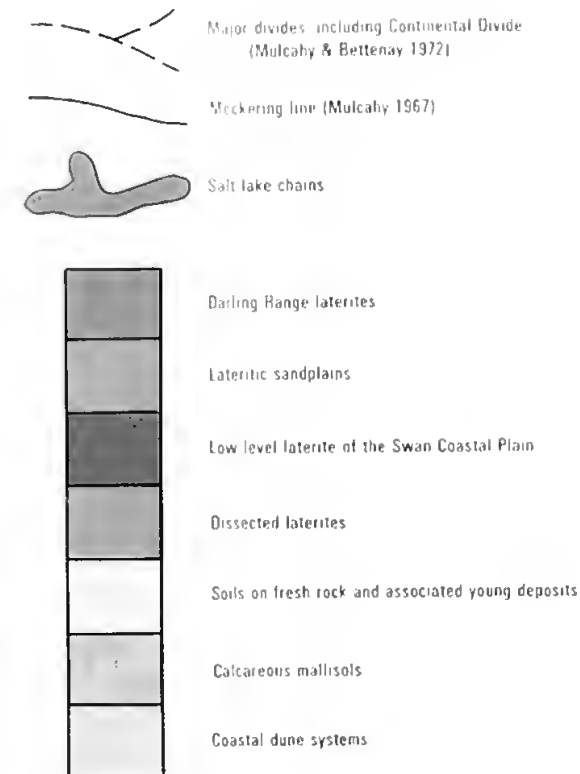 Major divides including Continental Divide
(Mulcahy & Bettenay 1972)
Meckering line (Mulcahy 1967)
Salt lake chains
Darling Range laterites
Lateritic sandplains
Low level laterite of the Swan Coastal Plain
Dissected laterites
Soils on fresh rock and associated young deposits
Calcareous mallisols
Coastal dune systems